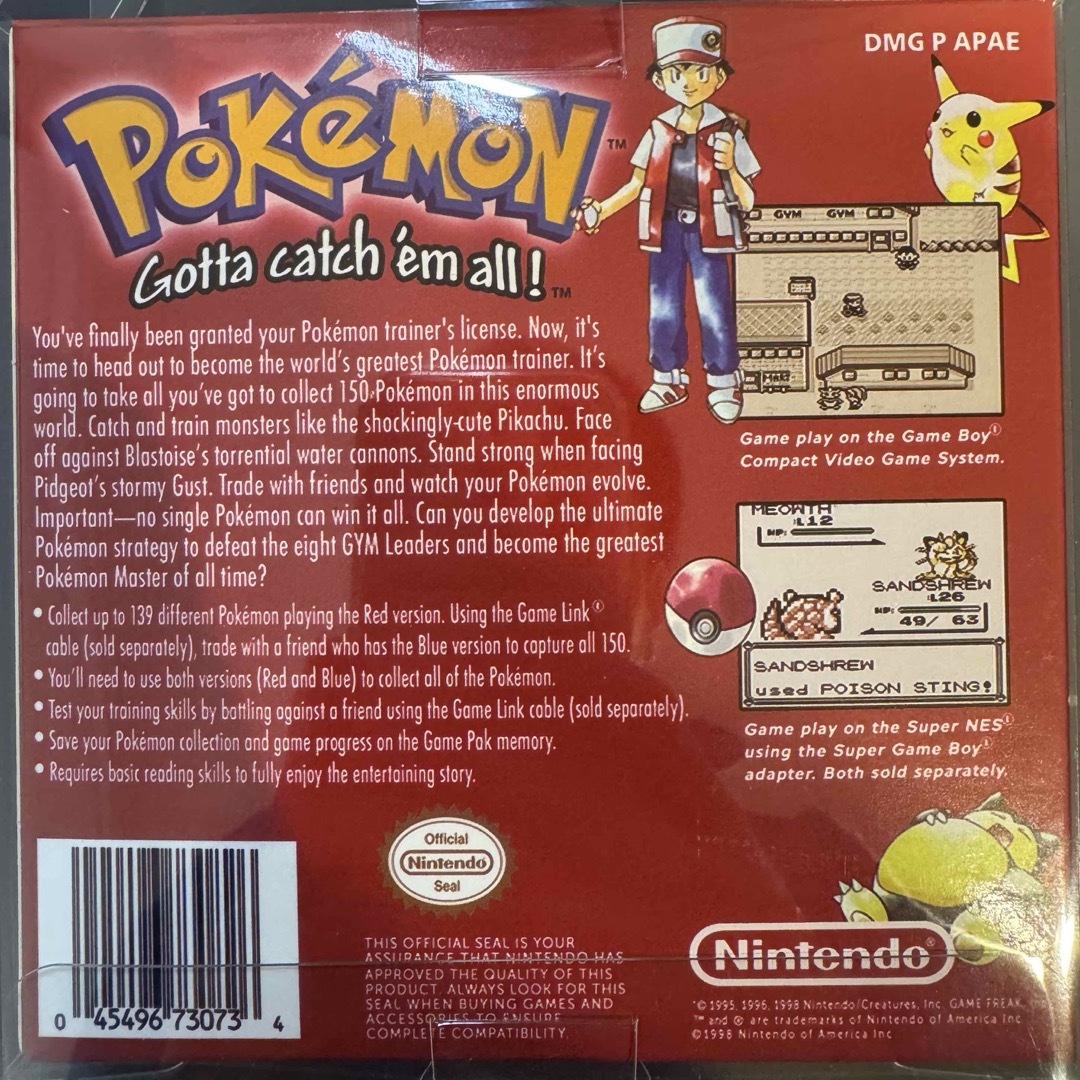 DMG P APAE
POKéMON ™
Gotta catch 'em all! ™
You've finally been granted your Pokémon trainer's license. Now, it's
time to head out to become the world's greatest Pokémon trainer. It's
going to take all you've got to collect 150 Pokémon in this enormous
world. Catch and train monsters like the shockingly-cute Pikachu. Face
off against Blastoise's torrential water cannons. Stand strong when facing
Pidgeot's stormy Gust. Trade with friends and watch your Pokémon evolve.
Important—no single Pokémon can win it all. Can you develop the ultimate
Pokémon strategy to defeat the eight GYM Leaders and become the greatest
Pokémon Master of all time?
• Collect up to 139 different Pokémon playing the Red version. Using the Game Link®
cable (sold separately), trade with a friend who has the Blue version to capture all 150.
• You'll need to use both versions (Red and Blue) to collect all of the Pokémon.
• Test your training skills by battling against a friend using the Game Link cable (sold separately).
• Save your Pokémon collection and game progress on the Game Pak memory.
• Requires basic reading skills to fully enjoy the entertaining story.
GYM GYM
Game play on the Game Boy®
Compact Video Game System.
MEOWTH
:L12
HP:
SANDSHREW
:L26
HP:
49/ 63
SANDSHREW
used POISON STING!
Game play on the Super NES®
using the Super Game Boy®
adapter. Both sold separately.
Official
Nintendo
Seal
THIS OFFICIAL SEAL IS YOUR
ASSURANCE THAT NINTENDO HAS
APPROVED THE QUALITY OF THIS
PRODUCT. ALWAYS LOOK FOR THIS
SEAL WHEN BUYING GAMES AND
ACCESSORIES TO ENSURE
COMPLETE COMPATIBILITY.
0 45496 73073 4
Nintendo®
©1995, 1996, 1998 Nintendo/Creatures, Inc. GAME FREAK
™ and ® are trademarks of Nintendo of America Inc
©1998 Nintendo of America Inc